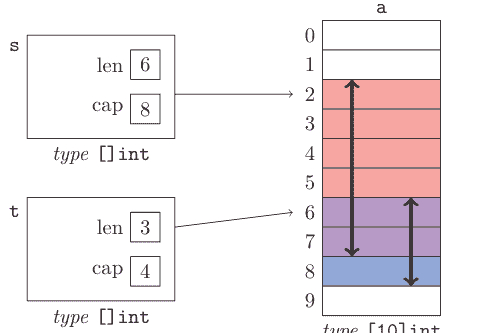 a
s
len 6
cap 8
type []int
t
len 3
cap 4
type []int
0
1
2
3
4
5
6
7
8
9
type [10]int